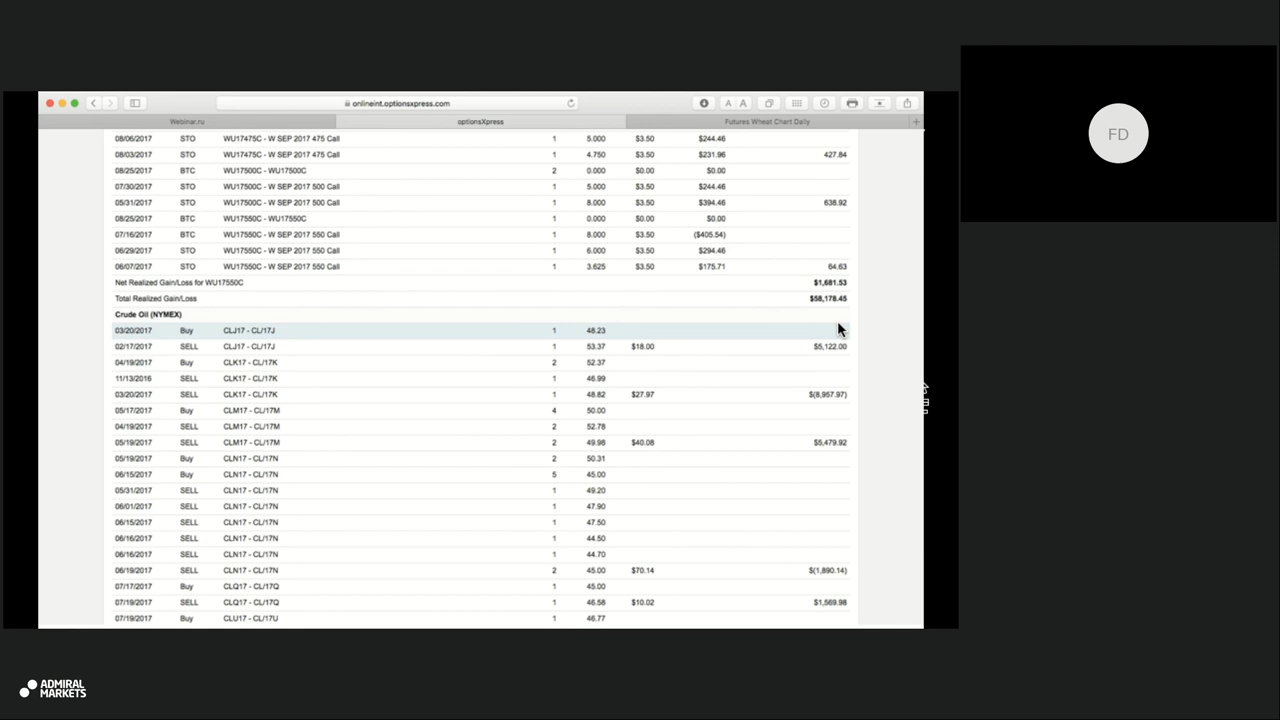 onlineint.optionsxpress.com
A A
Webinar.ru optionsXpress Futures Wheat Chart Daily +
08/06/2017 STO WU17475C - W SEP 2017 475 Call 1 5.000 $3.50 $244.46
08/03/2017 STO WU17475C - W SEP 2017 475 Call 1 4.750 $3.50 $231.96 427.84
08/25/2017 BTC WU17500C - WU17500C 2 0.000 $0.00 $0.00
07/30/2017 STO WU17500C - W SEP 2017 500 Call 1 5.000 $3.50 $244.46
05/31/2017 STO WU17500C - W SEP 2017 500 Call 1 8.000 $3.50 $394.46 638.92
08/25/2017 BTC WU17550C - WU17550C 1 0.000 $0.00 $0.00
07/16/2017 BTC WU17550C - W SEP 2017 550 Call 1 8.000 $3.50 ($405.54)
06/29/2017 STO WU17550C - W SEP 2017 550 Call 1 6.000 $3.50 $294.46
06/07/2017 STO WU17550C - W SEP 2017 550 Call 1 3.625 $3.50 $175.71 64.63
Net Realized Gain/Loss for WU17550C $1,681.53
Total Realized Gain/Loss $58,178.45
Crude Oil (NYMEX)
03/20/2017 Buy CLJ17 - CL/17J 1 48.23
02/17/2017 SELL CLJ17 - CL/17J 1 53.37 $18.00 $5,122.00
04/19/2017 Buy CLK17 - CL/17K 2 52.37
11/13/2016 SELL CLK17 - CL/17K 1 46.99
03/20/2017 SELL CLK17 - CL/17K 1 48.82 $27.97 $(8,957.97)
05/17/2017 Buy CLM17 - CL/17M 4 50.00
04/19/2017 SELL CLM17 - CL/17M 2 52.78
05/19/2017 SELL CLM17 - CL/17M 2 49.98 $40.08 $5,479.92
05/19/2017 Buy CLN17 - CL/17N 2 50.31
06/15/2017 Buy CLN17 - CL/17N 5 45.00
05/31/2017 SELL CLN17 - CL/17N 1 49.20
06/01/2017 SELL CLN17 - CL/17N 1 47.90
06/15/2017 SELL CLN17 - CL/17N 1 47.50
06/16/2017 SELL CLN17 - CL/17N 1 44.50
06/16/2017 SELL CLN17 - CL/17N 1 44.70
06/19/2017 SELL CLN17 - CL/17N 2 45.00 $70.14 $(1,890.14)
07/17/2017 Buy CLQ17 - CL/17Q 1 45.00
07/19/2017 SELL CLQ17 - CL/17Q 1 46.58 $10.02 $1,569.98
07/19/2017 Buy CLU17 - CL/17U 1 46.77
FD
ADMIRAL
MARKETS